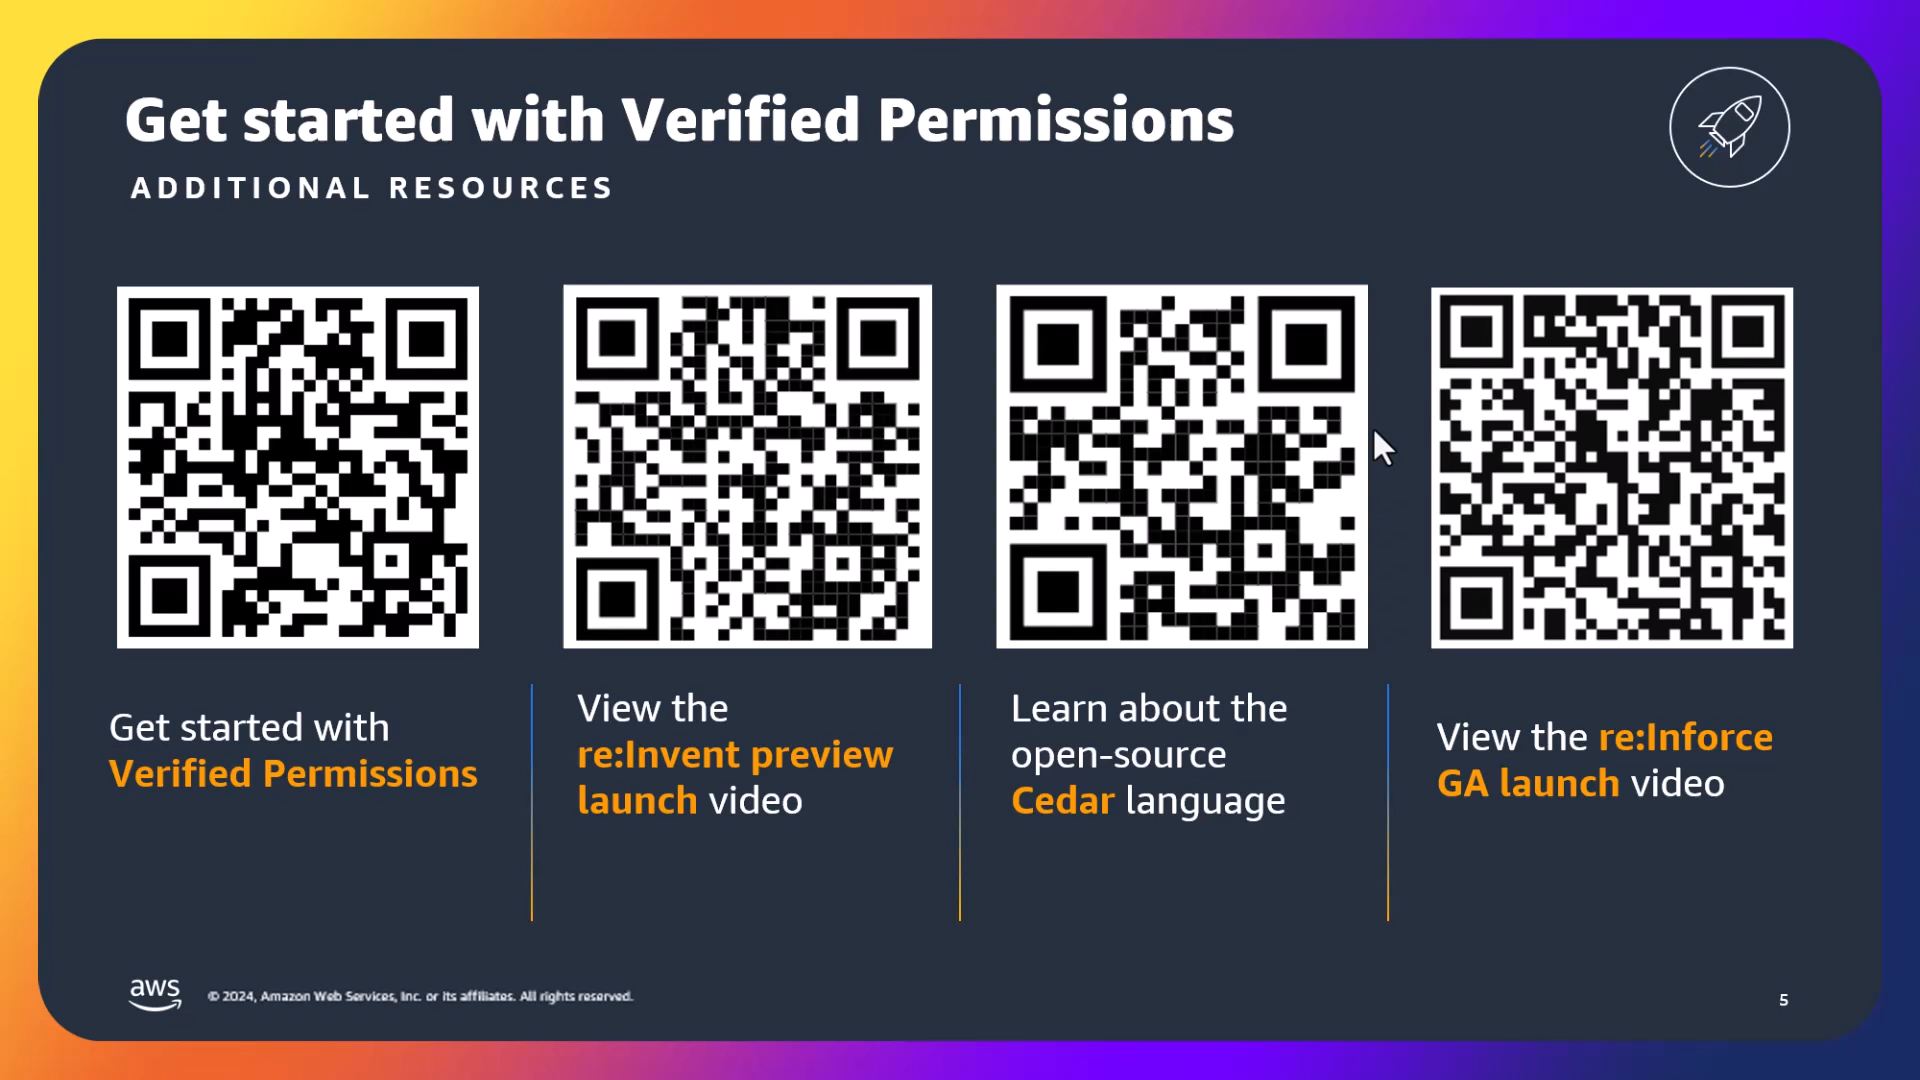 Get started with Verified Permissions
ADDITIONAL RESOURCES
Get started with
Verified Permissions
View the
re:Invent preview
launch video
Learn about the
open-source
Cedar language
View the re:Inforce
GA launch video
aws
© 2024, Amazon Web Services, Inc. or its affiliates. All rights reserved.
5